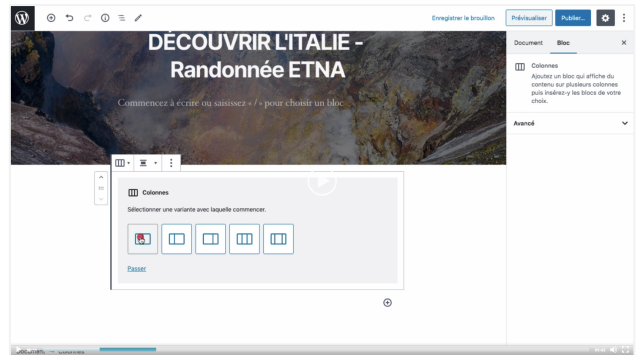 Enregistrer le brouillon
Prévisualiser
Publier...
DÉCOUVRIR L'ITALIE -
Randonnée ETNA
Commencez à écrire ou saisissez « / » pour choisir un bloc
Document
Bloc
Colonnes
Ajoutez un bloc qui affiche du
contenu sur plusieurs colonnes
puis insérez-y les blocs de votre
choix.
Avancé
Colonnes
Sélectionner une variante avec laquelle commencer.
Passer
Document → Colonnes